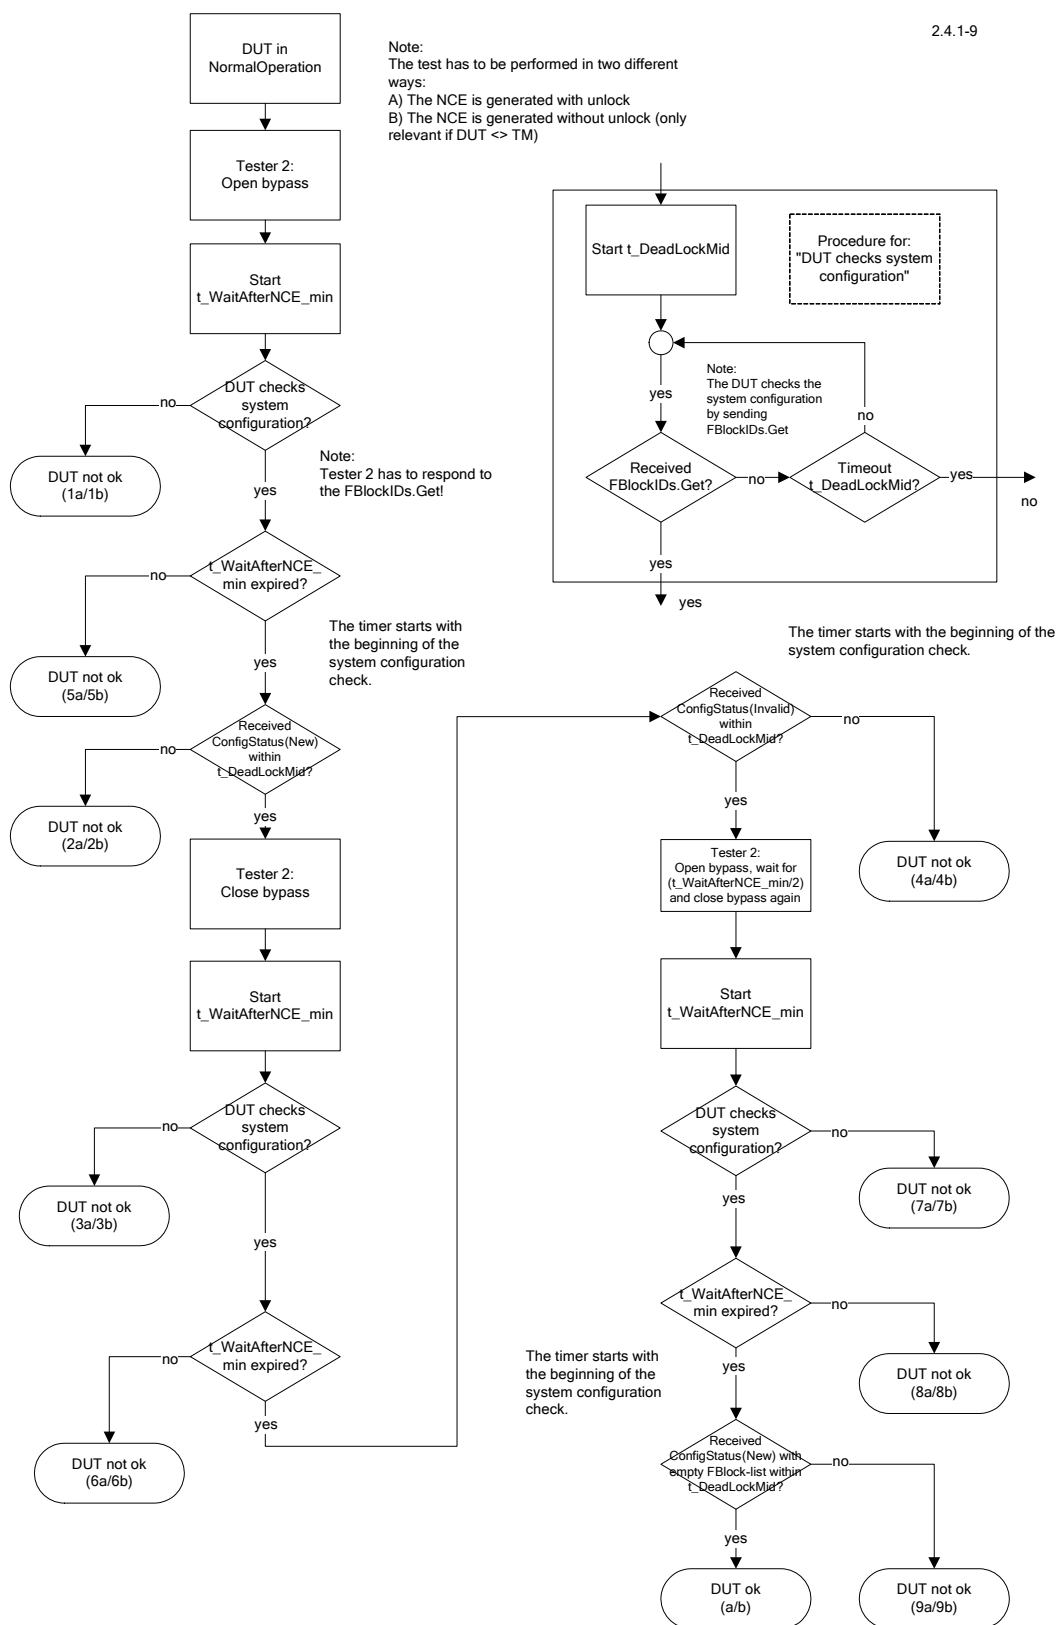 2.4.1-9
DUT in
NormalOperation
Note:
The test has to be performed in two different
ways:
A) The NCE is generated with unlock
B) The NCE is generated without unlock (only
relevant if DUT <> TM)
Tester 2:
Open bypass
Start
t_WaitAfterNCE_min
DUT checks
system
configuration?
no
DUT not ok
(1a/1b)
yes
Note:
Tester 2 has to respond to
the FBlockIDs.Get!
t_WaitAfterNCE_
min expired?
no
DUT not ok
(5a/5b)
yes
The timer starts with
the beginning of the
system configuration
check.
Received
ConfigStatus(New)
within
t_DeadLockMid?
no
DUT not ok
(2a/2b)
yes
Tester 2:
Close bypass
Start
t_WaitAfterNCE_min
DUT checks
system
configuration?
no
DUT not ok
(3a/3b)
yes
t_WaitAfterNCE_
min expired?
no
DUT not ok
(6a/6b)
yes
Start t_DeadLockMid
Procedure for:
"DUT checks system
configuration"
yes
Note:
The DUT checks the
system configuration
by sending
FBlockIDs.Get
no
Received
FBlockIDs.Get?
no
Timeout
t_DeadLockMid?
yes
no
yes
yes
The timer starts with the beginning of the
system configuration check.
Received
ConfigStatus(Invalid)
within
t_DeadLockMid?
no
DUT not ok
(4a/4b)
yes
Tester 2:
Open bypass, wait for
(t_WaitAfterNCE_min/2)
and close bypass again
Start
t_WaitAfterNCE_min
DUT checks
system
configuration?
no
DUT not ok
(7a/7b)
yes
t_WaitAfterNCE_
min expired?
no
DUT not ok
(8a/8b)
yes
The timer starts with
the beginning of the
system configuration
check.
Received
ConfigStatus(New) with
empty FBlock-list within
t_DeadLockMid?
no
DUT not ok
(9a/9b)
yes
DUT ok
(a/b)